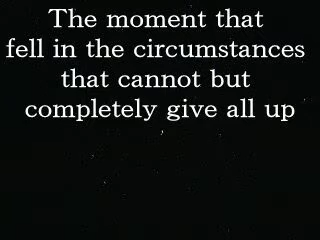 The moment that
fell in the circumstances
that cannot but
completely give all up